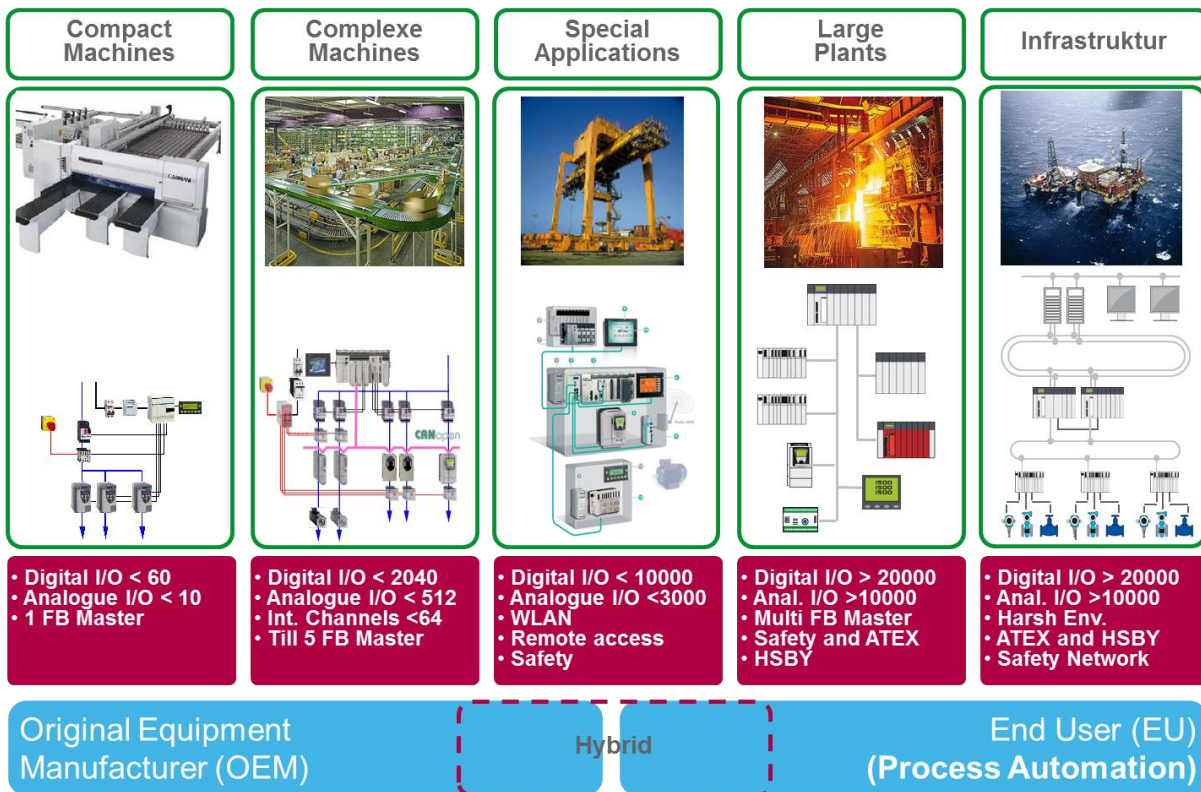 Compact
Machines
Complexe
Machines
Special
Applications
Large
Plants
Infrastruktur
CANopen
1500
1500
1500
• Digital I/O < 60
• Analogue I/O < 10
• 1 FB Master
• Digital I/O < 2040
• Analogue I/O < 512
• Int. Channels <64
• Till 5 FB Master
• Digital I/O < 10000
• Analogue I/O <3000
• WLAN
• Remote access
• Safety
• Digital I/O > 20000
• Anal. I/O >10000
• Multi FB Master
• Safety and ATEX
• HSBY
• Digital I/O > 20000
• Anal. I/O >10000
• Harsh Env.
• ATEX and HSBY
• Safety Network
Original Equipment
Manufacturer (OEM)
Hybrid
End User (EU)
(Process Automation)